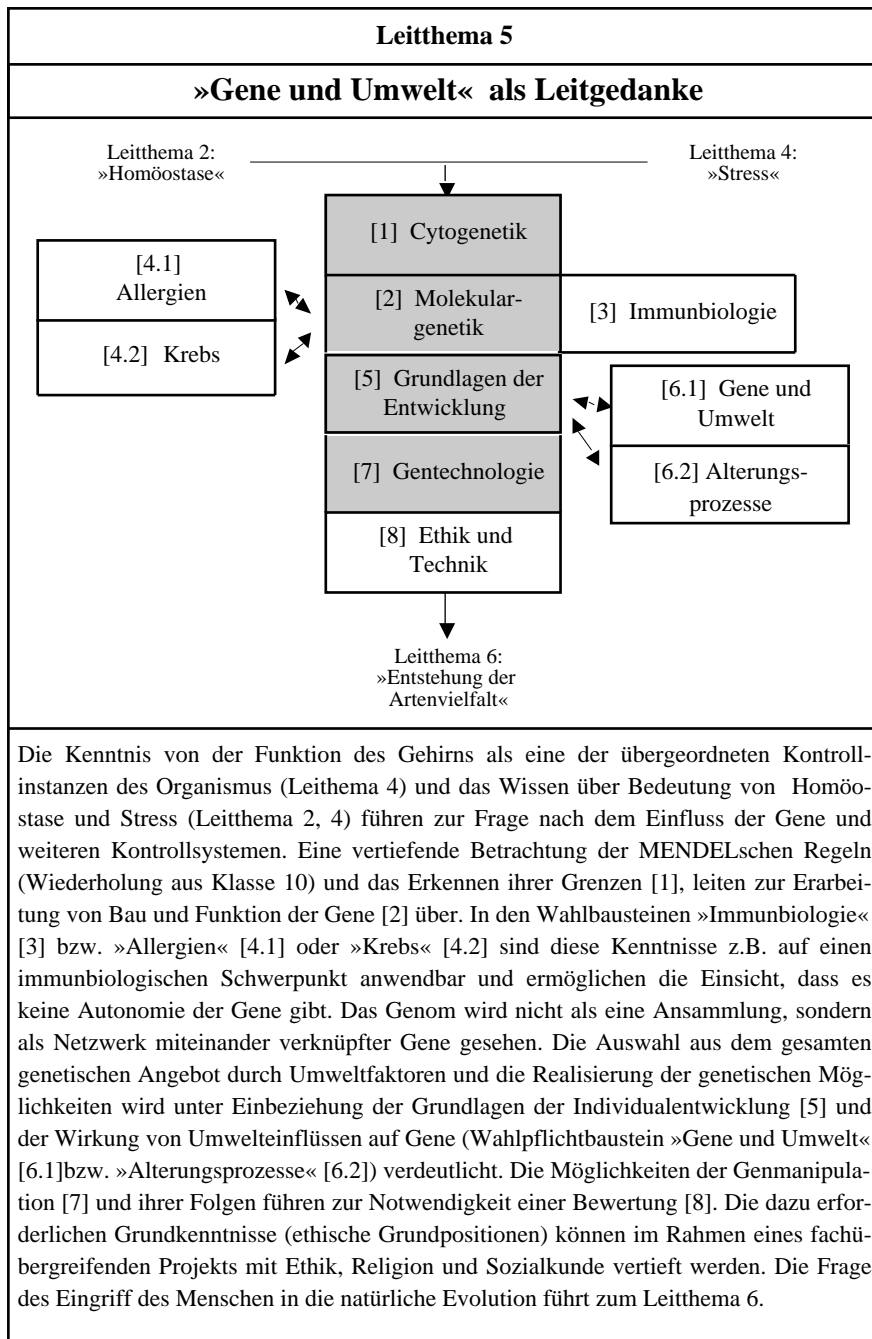 Leitthema 5
»Gene und Umwelt« als Leitgedanke
Leitthema 2:
»Homöostase«
Leitthema 4:
»Stress«
[1] Cytogenetik
[4.1]
Allergien
[2] Molekular-
genetik
[3] Immunbiologie
[4.2] Krebs
[5] Grundlagen der
Entwicklung
[6.1] Gene und
Umwelt
[7] Gentechnologie
[6.2] Alterungs-
prozesse
[8] Ethik und
Technik
Leitthema 6:
»Entstehung der
Artenvielfalt«
Die Kenntnis von der Funktion des Gehirns als eine der übergeordneten Kontroll-
instanzen des Organismus (Leithema 4) und das Wissen über Bedeutung von Homöo-
stase und Stress (Leitthema 2, 4) führen zur Frage nach dem Einfluss der Gene und
weiteren Kontrollsystemen. Eine vertiefende Betrachtung der MENDELschen Regeln
(Wiederholung aus Klasse 10) und das Erkennen ihrer Grenzen [1], leiten zur Erarbei-
tung von Bau und Funktion der Gene [2] über. In den Wahlbausteinen »Immunbiologie«
[3] bzw. »Allergien« [4.1] oder »Krebs« [4.2] sind diese Kenntnisse z.B. auf einen
immunbiologischen Schwerpunkt anwendbar und ermöglichen die Einsicht, dass es
keine Autonomie der Gene gibt. Das Genom wird nicht als eine Ansammlung, sondern
als Netzwerk miteinander verknüpfter Gene gesehen. Die Auswahl aus dem gesamten
genetischen Angebot durch Umweltfaktoren und die Realisierung der genetischen Mög-
lichkeiten wird unter Einbeziehung der Grundlagen der Individualentwicklung [5] und
der Wirkung von Umwelteinflüssen auf Gene (Wahlpflichtbaustein »Gene und Umwelt«
[6.1]bzw. »Alterungsprozesse« [6.2]) verdeutlicht. Die Möglichkeiten der Genmanipula-
tion [7] und ihrer Folgen führen zur Notwendigkeit einer Bewertung [8]. Die dazu erfor-
derlichen Grundkenntnisse (ethische Grundpositionen) können im Rahmen eines fachü-
bergreifenden Projekts mit Ethik, Religion und Sozialkunde vertieft werden. Die Frage
des Eingriff des Menschen in die natürliche Evolution führt zum Leitthema 6.